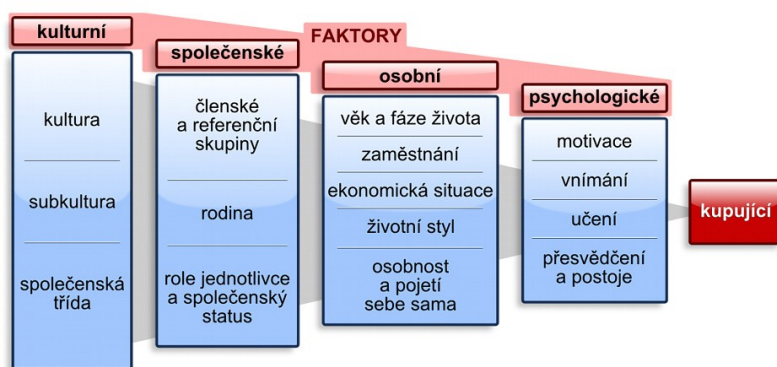 FAKTORY
kulturní
kultura
subkultura
společenská
třída
společenské
členské
a referenční
skupiny
rodina
role jednotlivce
a společenský
status
osobní
věk a fáze života
zaměstnání
ekonomická situace
životní styl
osobnost
a pojetí
sebe sama
psychologické
motivace
vnímání
učení
přesvědčení
a postoje
kupující